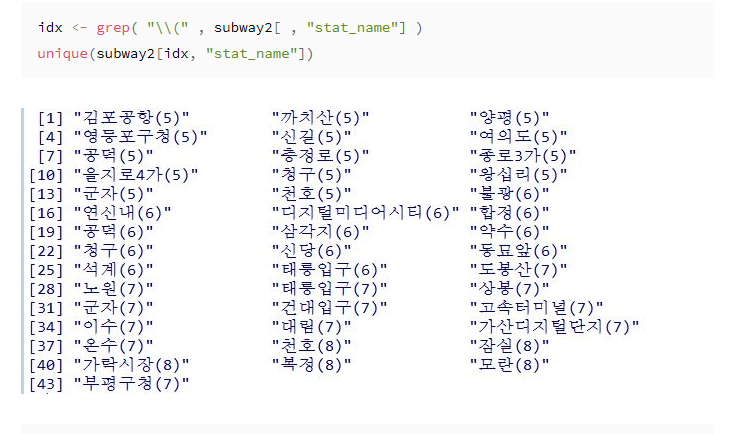 idx <- grep( "\\(" , subway2[ , "stat_name"] )
unique(subway2[idx, "stat_name"])
[1] "김포공항(5)" "까치산(5)" "양평(5)"
[4] "영등포구청(5)" "신길(5)" "여의도(5)"
[7] "공덕(5)" "충정로(5)" "종로3가(5)"
[10] "을지로4가(5)" "청구(5)" "왕십리(5)"
[13] "군자(5)" "천호(5)" "불광(6)"
[16] "연신내(6)" "디지털미디어시티(6)" "합정(6)"
[19] "공덕(6)" "삼각지(6)" "약수(6)"
[22] "청구(6)" "신당(6)" "동묘앞(6)"
[25] "석계(6)" "태릉입구(6)" "도봉산(7)"
[28] "노원(7)" "태릉입구(7)" "상봉(7)"
[31] "군자(7)" "건대입구(7)" "고속터미널(7)"
[34] "이수(7)" "대림(7)" "가산디지털단지(7)"
[37] "온수(7)" "천호(8)" "잠실(8)"
[40] "가락시장(8)" "복정(8)" "모란(8)"
[43] "부평구청(7)"